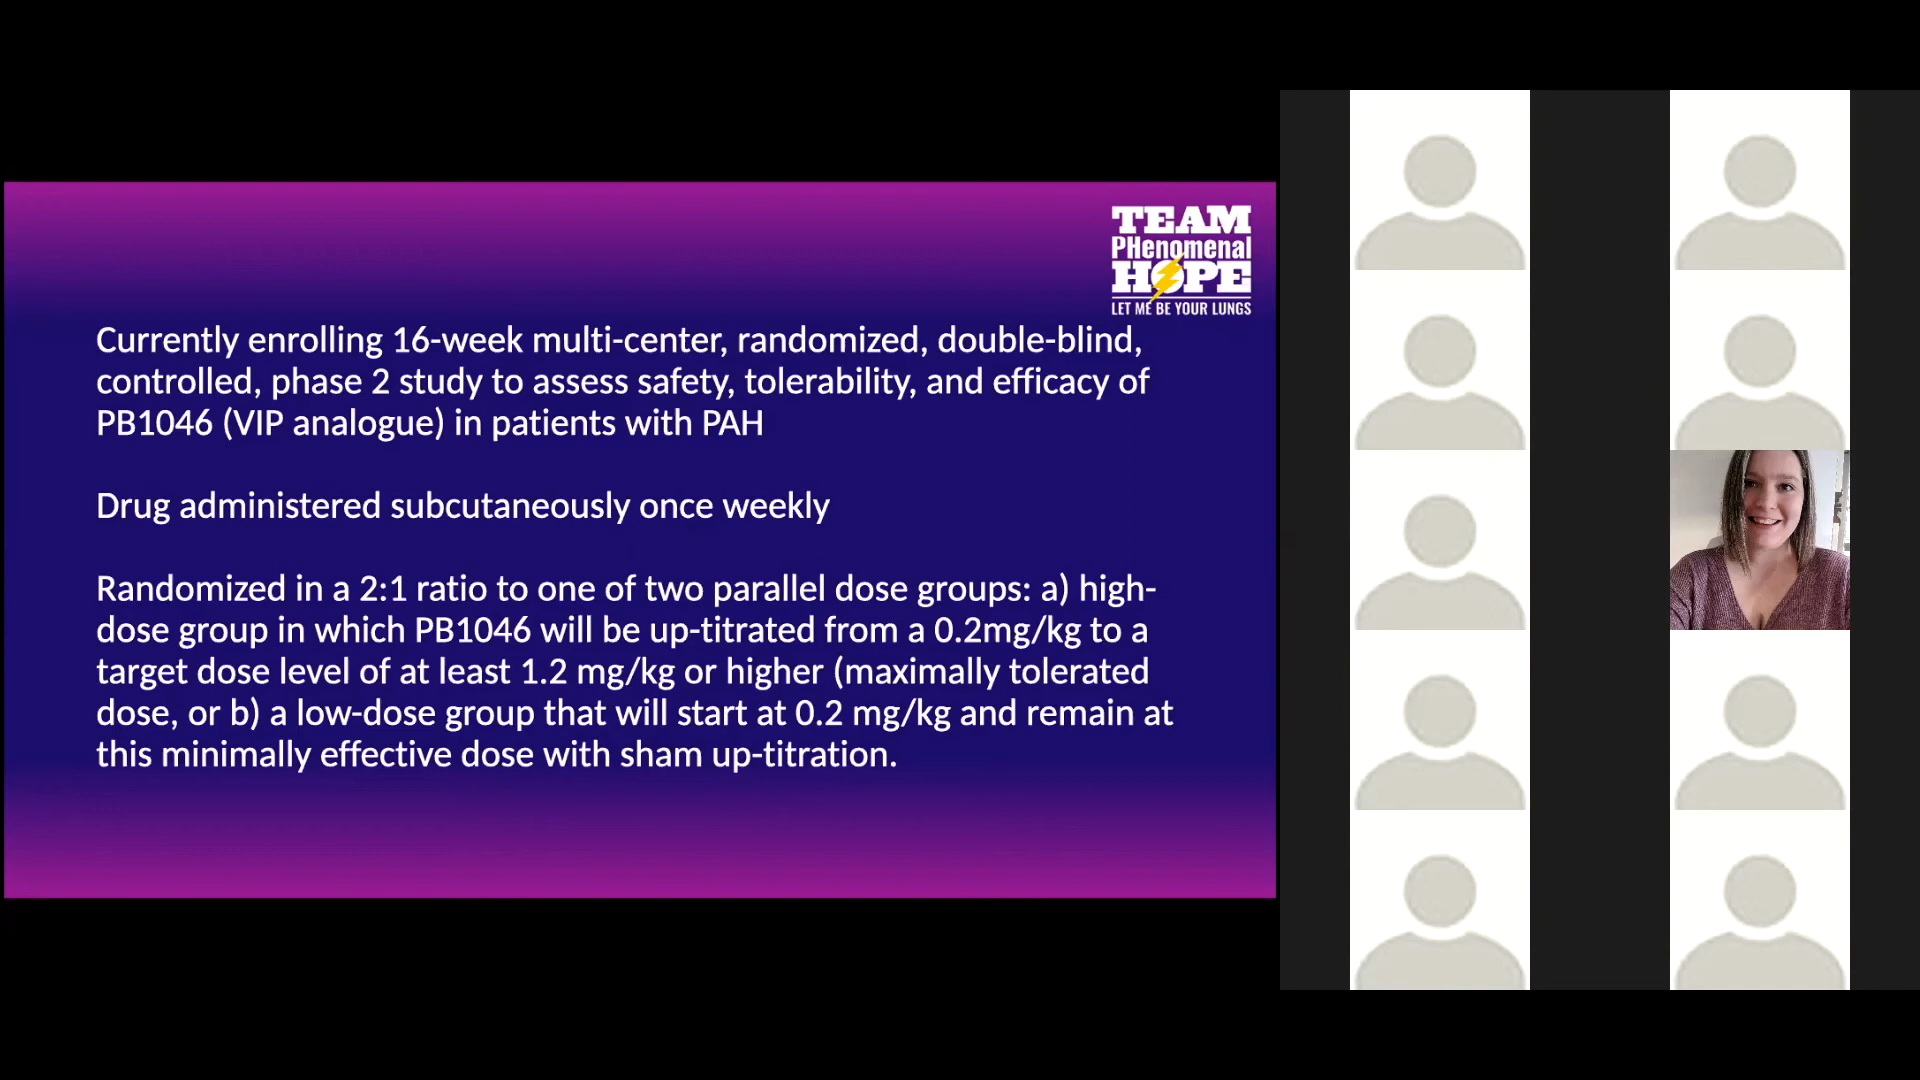 TEAM
PHenomenal
HOPE
LET ME BE YOUR LUNGS
Currently enrolling 16-week multi-center, randomized, double-blind,
controlled, phase 2 study to assess safety, tolerability, and efficacy of
PB1046 (VIP analogue) in patients with PAH
Drug administered subcutaneously once weekly
Randomized in a 2:1 ratio to one of two parallel dose groups: a) high-
dose group in which PB1046 will be up-titrated from a 0.2mg/kg to a
target dose level of at least 1.2 mg/kg or higher (maximally tolerated
dose, or b) a low-dose group that will start at 0.2 mg/kg and remain at
this minimally effective dose with sham up-titration.